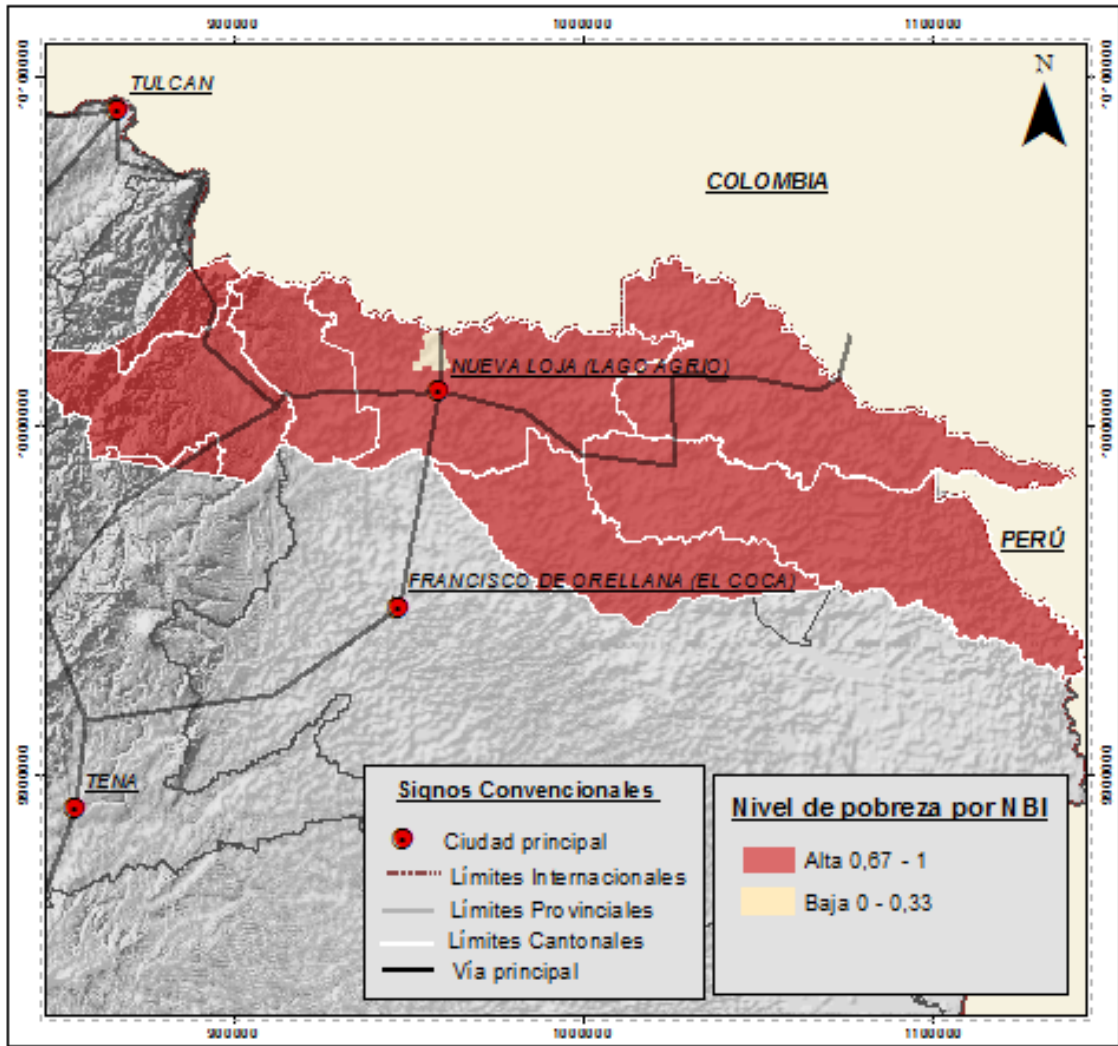 900000 1000000 1100000
TULCAN
N
COLOMBIA
NUEVA LOJA (LAGO AGRIO)
PERÚ
FRANCISCO DE ORELLANA (EL COCA)
TENA
Signos Convencionales
Ciudad principal
Límites Internacionales
Límites Provinciales
Límites Cantonales
Vía principal
Nivel de pobreza por NBI
Alta 0,67 - 1
Baja 0 - 0,33
900000 1000000 1100000